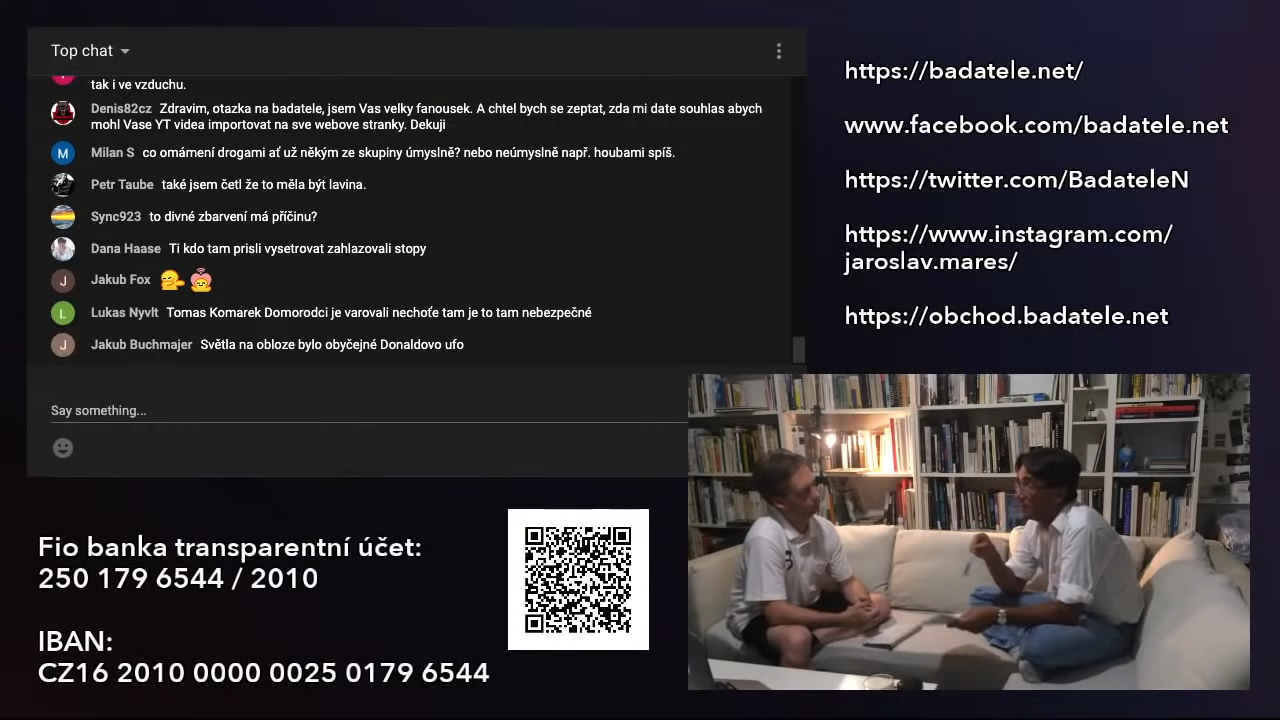 Top chat
tak i ve vzduchu.
Denis82cz Zdravim, otazka na badatele, jsem Vas velky fanousek. A chtel bych se zeptat, zda mi date souhlas abych
mohl Vase YT videa importovat na sve webove stranky. Dekuji
M
Milan S co omámení drogami ať už někým ze skupiny úmyslně? nebo neúmyslně např. houbami spíš.
Petr Taube také jsem četl že to měla být lavina.
Sync923 to divné zbarvení má příčinu?
Dana Haase Ti kdo tam prisli vysetrovat zahlazovali stopy
J
Jakub Fox
L
Lukas Nyvlt Tomas Komarek Domorodci je varovali nechoťe tam je to tam nebezpečné
J
Jakub Buchmajer Světla na obloze bylo obyčejné Donaldovo ufo
Say something...
https://badatele.net/
www.facebook.com/badatele.net
https://twitter.com/BadateleN
https://www.instagram.com/
jaroslav.mares/
https://obchod.badatele.net
Fio banka transparentní účet:
250 179 6544 / 2010
IBAN:
CZ16 2010 0000 0025 0179 6544